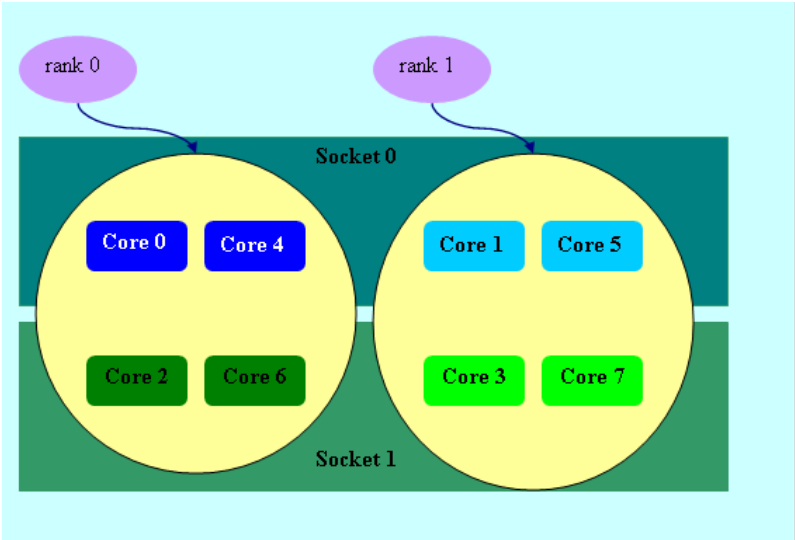 rank 0
rank 1
Socket 0
Core 0
Core 4
Core 1
Core 5
Core 2
Core 6
Core 3
Core 7
Socket 1